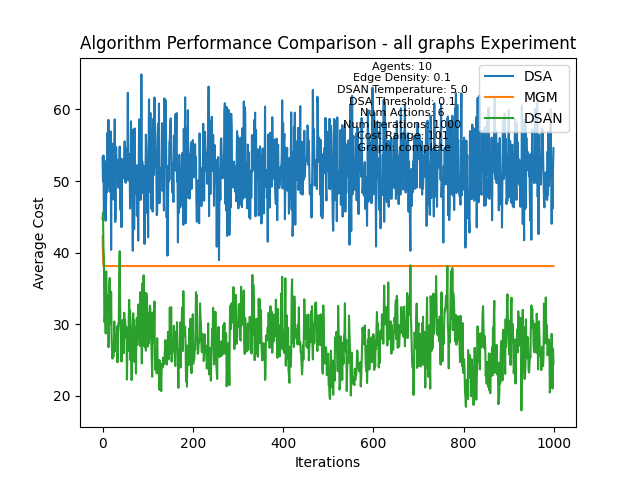 Algorithm Performance Comparison - all graphs Experiment
Agents: 10
Edge Density: 0.1
DSAN Temperature: 5.0
DSA Threshold: 0.1
Num Actions: 6
Num Iterations: 1000
Cost Range: 101
Graph: complete
DSA
MGM
DSAN
Average Cost
60
50
40
30
20
0
200
400
600
800
1000
Iterations